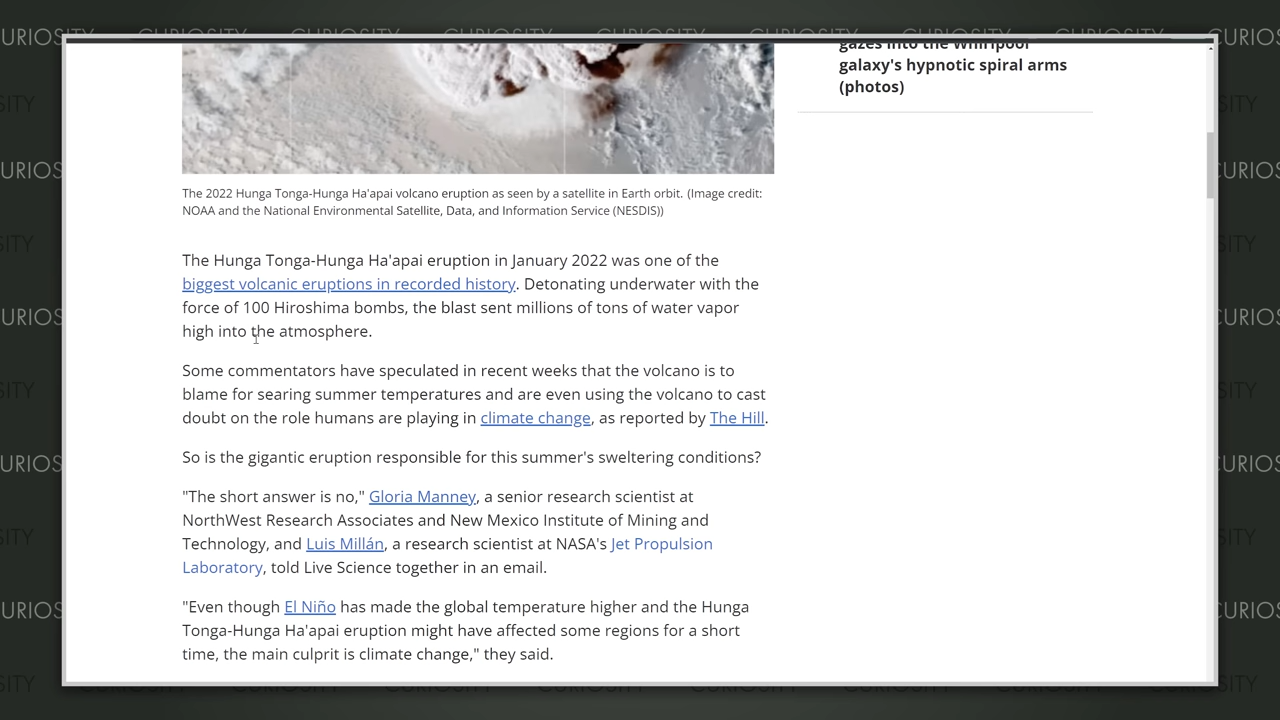 CURIOSITY CURIOSITY CURIOSITY CURIOSITY CURIOSITY
gazes into the whirlpool
galaxy's hypnotic spiral arms
(photos)
The 2022 Hunga Tonga-Hunga Ha'apai volcano eruption as seen by a satellite in Earth orbit. (Image credit:
NOAA and the National Environmental Satellite, Data, and Information Service (NESDIS))
The Hunga Tonga-Hunga Ha'apai eruption in January 2022 was one of the
biggest volcanic eruptions in recorded history. Detonating underwater with the
force of 100 Hiroshima bombs, the blast sent millions of tons of water vapor
high into the atmosphere.
Some commentators have speculated in recent weeks that the volcano is to
blame for searing summer temperatures and are even using the volcano to cast
doubt on the role humans are playing in climate change, as reported by The Hill.
So is the gigantic eruption responsible for this summer's sweltering conditions?
"The short answer is no," Gloria Manney, a senior research scientist at
NorthWest Research Associates and New Mexico Institute of Mining and
Technology, and Luis Millán, a research scientist at NASA's Jet Propulsion
Laboratory, told Live Science together in an email.
"Even though El Niño has made the global temperature higher and the Hunga
Tonga-Hunga Ha'apai eruption might have affected some regions for a short
time, the main culprit is climate change," they said.